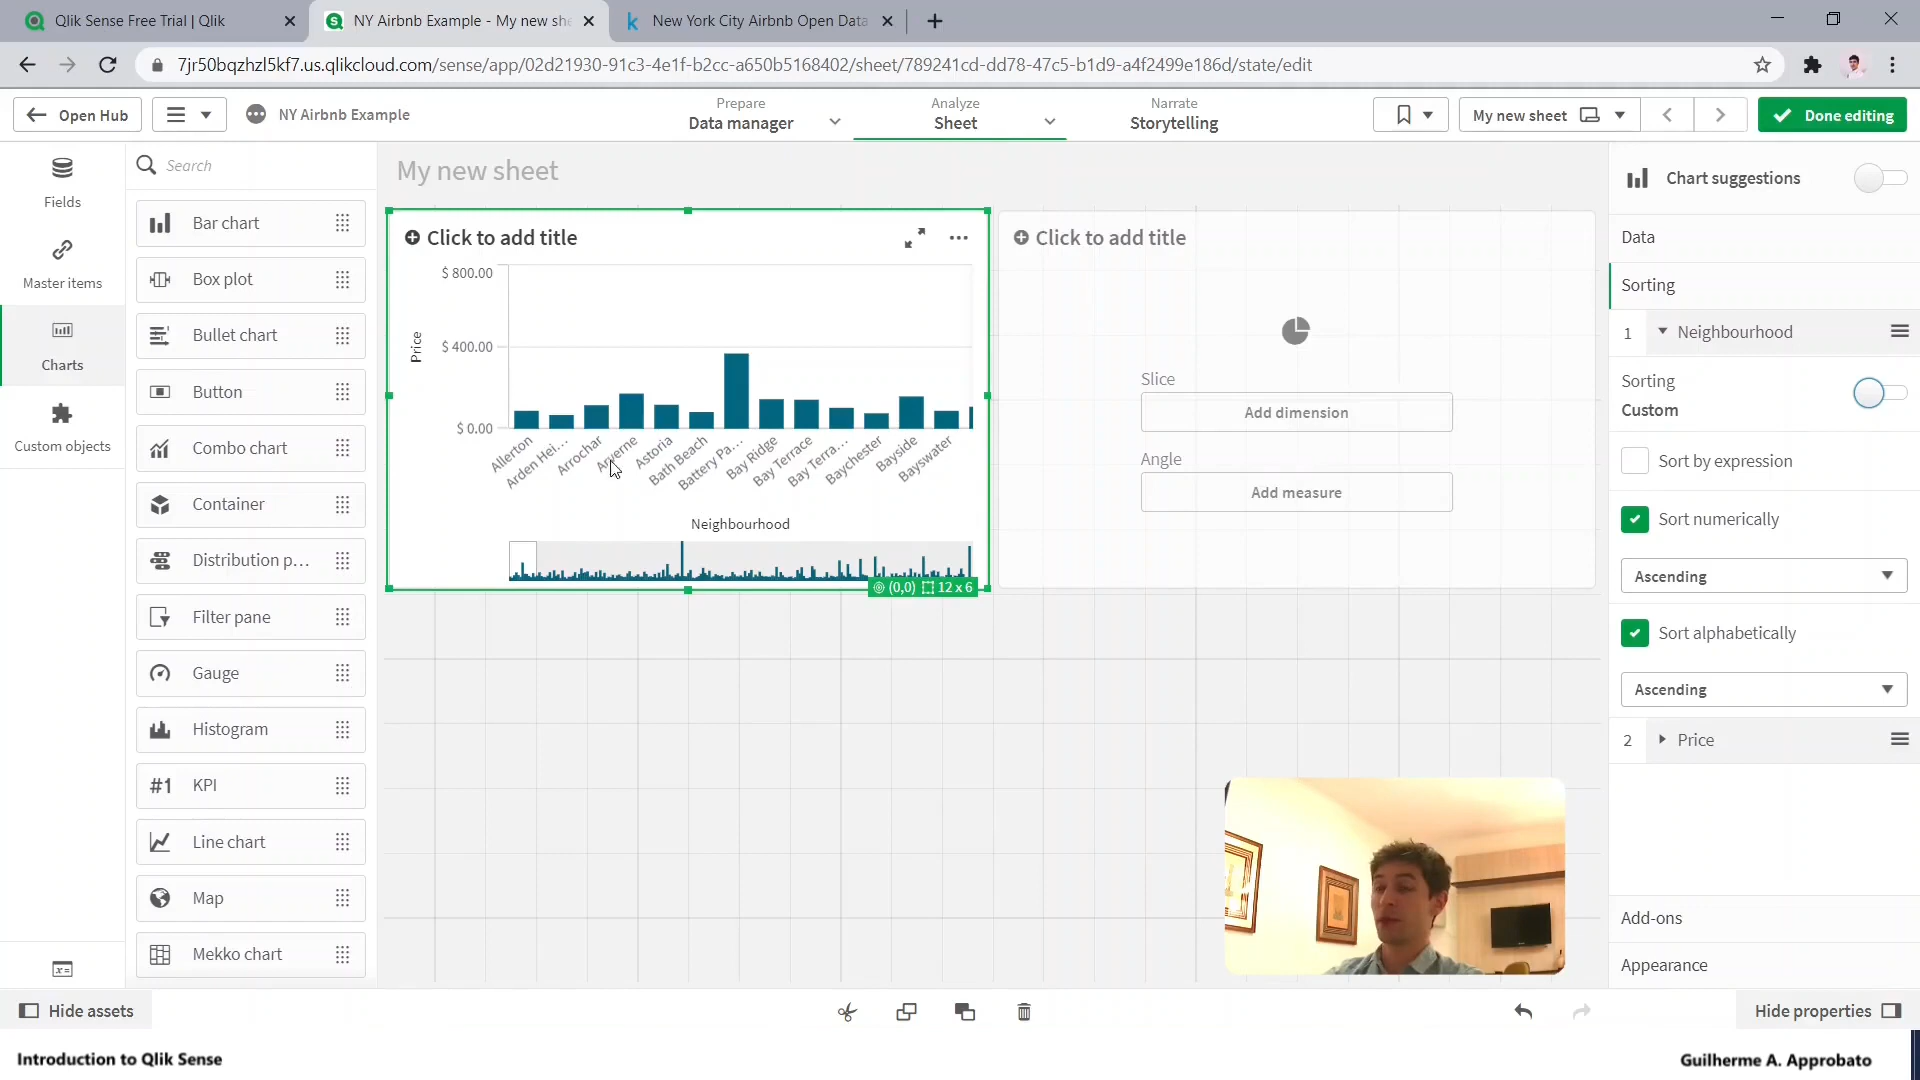 Qlik Sense Free Trial | Qlik
NY Airbnb Example - My new she
New York City Airbnb Open Data
7jr50bqzhzl5kf7.us.qlikcloud.com/sense/app/02d21930-91c3-4e1f-b2cc-a650b5168402/sheet/789241cd-dd78-47c5-b1d9-a4f2499e186d/state/edit
Open Hub
NY Airbnb Example
Prepare
Data manager
Analyze
Sheet
Narrate
Storytelling
My new sheet
Done editing
Fields
Master items
Charts
Custom objects
Search
Bar chart
Box plot
Bullet chart
Button
Combo chart
Container
Distribution p...
Filter pane
Gauge
Histogram
#1 KPI
Line chart
Map
Mekko chart
My new sheet
Click to add title
$ 800.00
$ 400.00
$ 0.00
Price
Allerton
Arden Hei...
Arrochar
Arverne
Astoria
Bath Beach
Battery Pa...
Bay Ridge
Bay Terrace
Bay Terra...
Baychester
Bayside
Bayswater
Neighbourhood
(0,0) 12 x 6
Click to add title
Slice
Add dimension
Angle
Add measure
Chart suggestions
Data
Sorting
1 Neighbourhood
Sorting
Custom
Sort by expression
Sort numerically
Ascending
Sort alphabetically
Ascending
2 Price
Add-ons
Appearance
Hide assets
Hide properties
Introduction to Qlik Sense
Guilherme A. Approbato